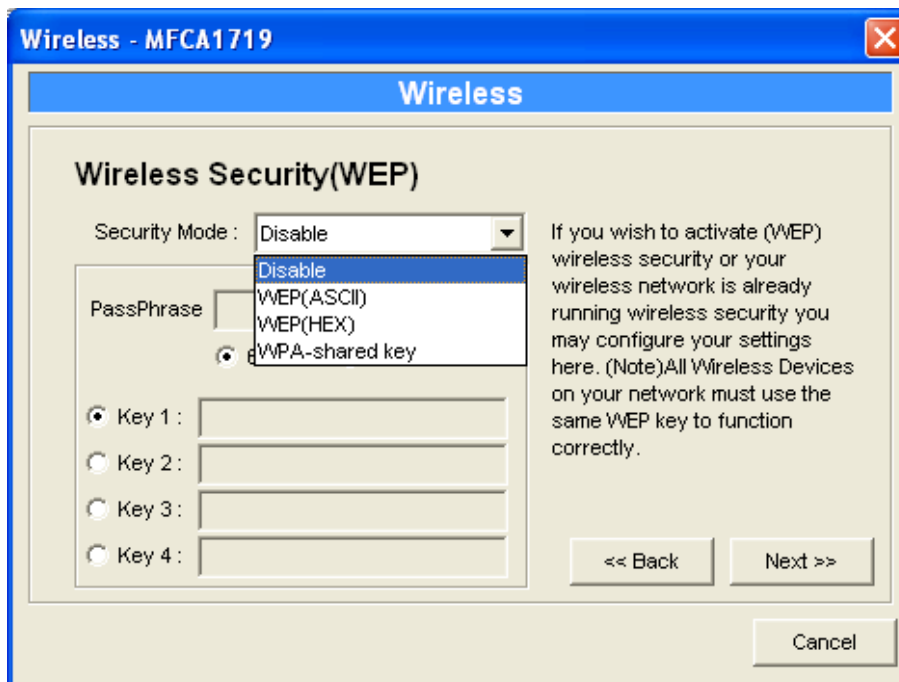 Wireless - MFCA1719
Wireless
Wireless Security(WEP)
Security Mode :
Disable
Disable
WEP(ASCII)
WEP(HEX)
WPA-shared key
PassPhrase
Key 1 :
Key 2 :
Key 3 :
Key 4 :
If you wish to activate (WEP)
wireless security or your
wireless network is already
running wireless security you
may configure your settings
here. (Note)All Wireless Devices
on your network must use the
same WEP key to function
correctly.
<< Back
Next >>
Cancel